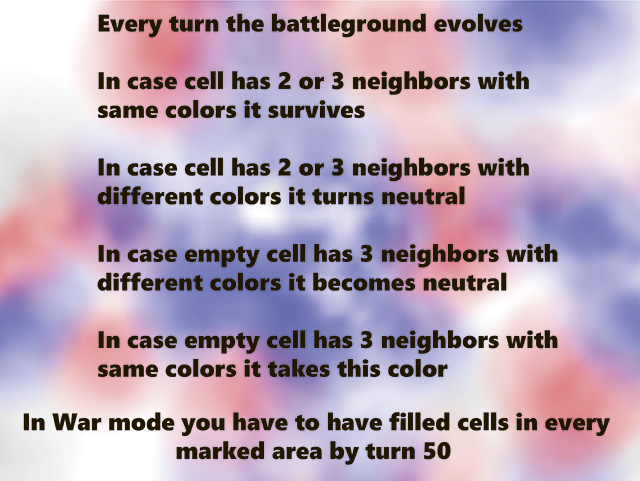 Every turn the battleground evolves
In case cell has 2 or 3 neighbors with
same colors it survives
In case cell has 2 or 3 neighbors with
different colors it turns neutral
In case empty cell has 3 neighbors with
different colors it becomes neutral
In case empty cell has 3 neighbors with
same colors it takes this color
In War mode you have to have filled cells in every
marked area by turn 50